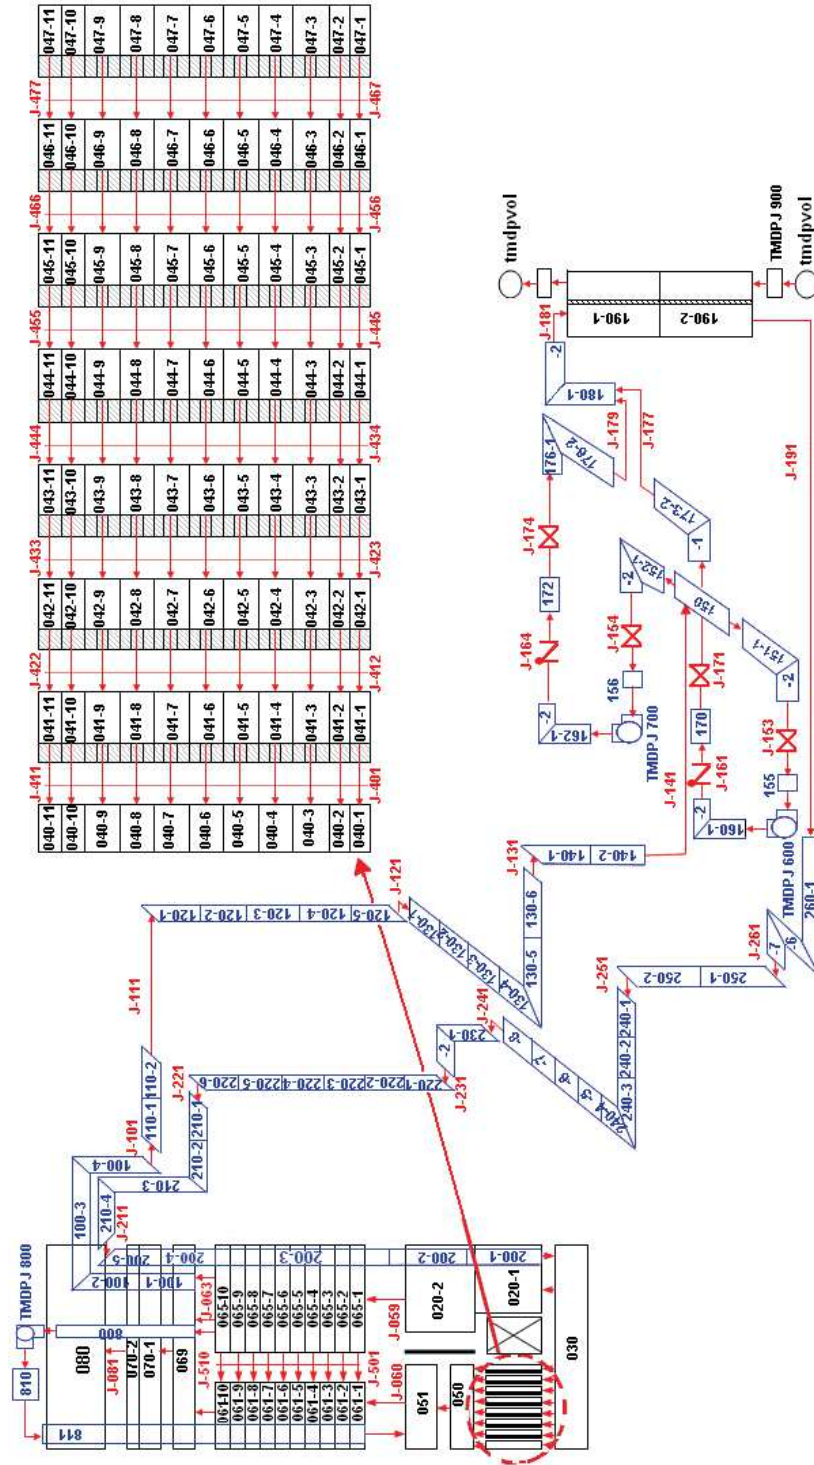 047-11 047-10 047-9 047-8 047-7 047-6 047-5 047-4 047-3 047-2 047-1
J-477 J-467
046-11 046-10 046-9 046-8 046-7 046-6 046-5 046-4 046-3 046-2 046-1
J-466 J-456
045-11 045-10 045-9 045-8 045-7 045-6 045-5 045-4 045-3 045-2 045-1
J-455 J-445
044-11 044-10 044-9 044-8 044-7 044-6 044-5 044-4 044-3 044-2 044-1
J-444 J-434
043-11 043-10 043-9 043-8 043-7 043-6 043-5 043-4 043-3 043-2 043-1
J-433 J-423
042-11 042-10 042-9 042-8 042-7 042-6 042-5 042-4 042-3 042-2 042-1
J-422 J-412
041-11 041-10 041-9 041-8 041-7 041-6 041-5 041-4 041-3 041-2 041-1
J-411 J-401
040-11 040-10 040-9 040-8 040-7 040-6 040-5 040-4 040-3 040-2 040-1
tmdpvol
TMDPJ 900
tmdpvol
190-1 190-2
J-181
-2
180-1
J-179
J-177
J-191
176-1
176-2
173-2
-1
J-174
172
J-164
-2
162-1
152-1
-2
J-154
156
TMDPJ 700
150
J-171
170
J-161
J-141
-2
160-1
151-1
-2
J-153
155
TMDPJ 600
260-1
-6
-7
J-261
J-131
140-1 140-2
130-6
130-5
J-121
130-1
130-2
130-3
130-4
120-1 120-2 120-3 120-4 120-5
J-111
J-251
250-2 250-1
240-1
240-2
240-3
240-4
-5
-6
-7
-8
J-241
230-1
-2
J-231
220-6 220-5 220-4 220-3 220-2 220-1
J-221
110-2
110-1
J-101
210-1
210-2
210-3
210-4
J-211
100-4
100-3
100-2 100-1
200-5 200-4 200-3 200-2 200-1
TMDPJ 800
800
810
811
080
J-081
070-2 070-1
069
J-063
065-10 065-9 065-8 065-7 065-6 065-5 065-4 065-3 065-2 065-1
J-510 J-501
061-10 061-9 061-8 061-7 061-6 061-5 061-4 061-3 061-2 061-1
J-059
J-060
020-2 020-1
051 050
030